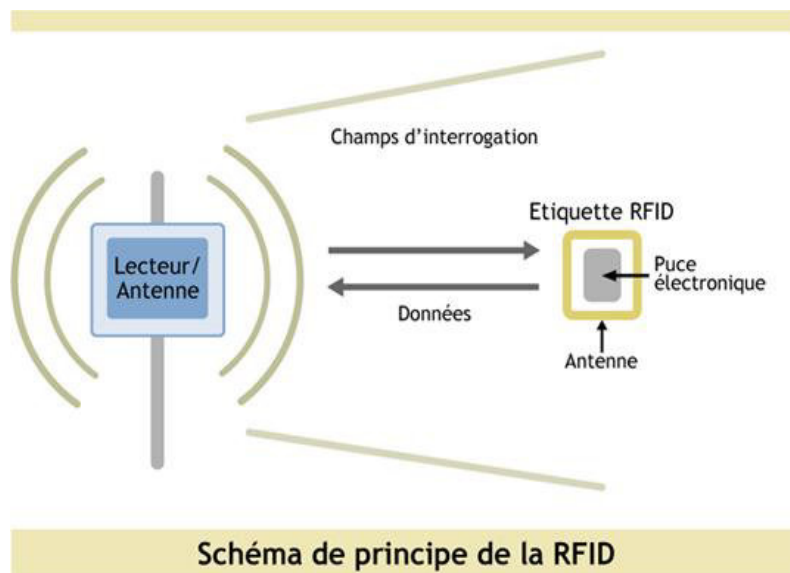 Champs d'interrogation
Etiquette RFID
Lecteur/
Antenne
Puce
électronique
Données
Antenne
Schéma de principe de la RFID